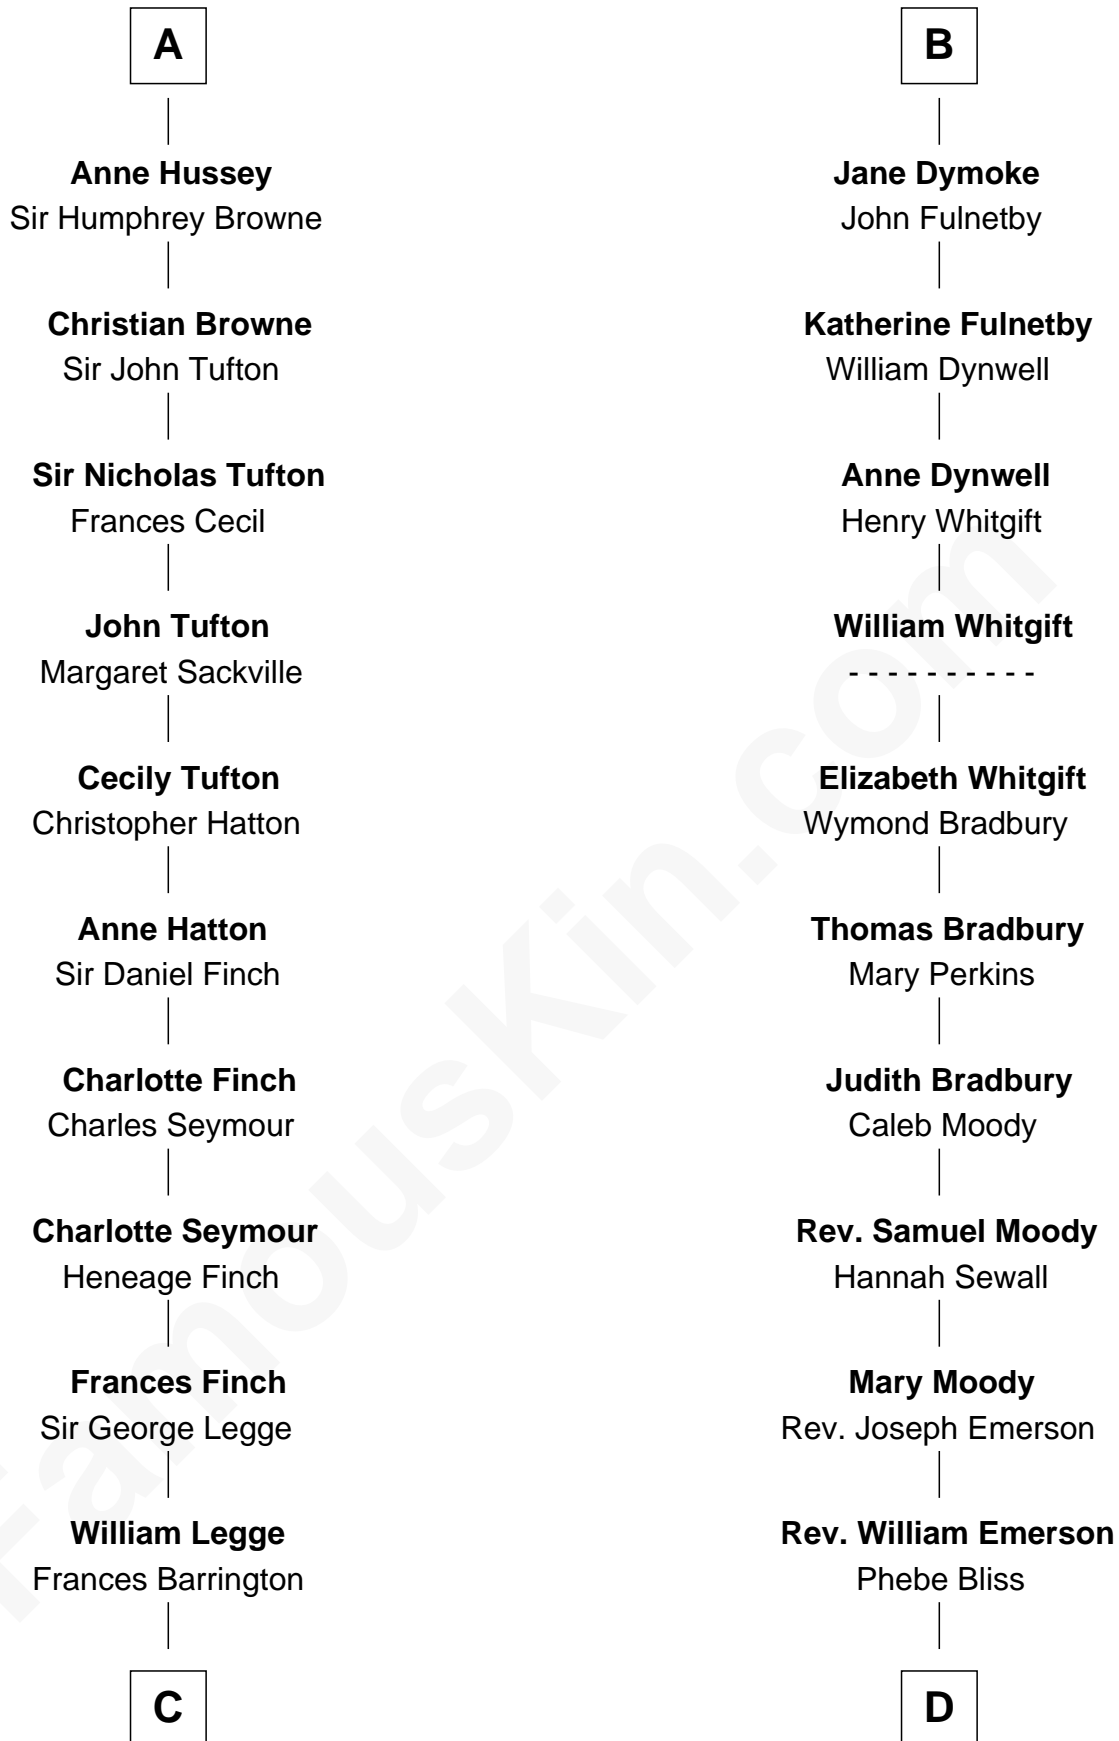 A
Anne Hussey
Sir Humphrey Browne
Christian Browne
Sir John Tufton
Sir Nicholas Tufton
Frances Cecil
John Tufton
Margaret Sackville
Cecily Tufton
Christopher Hatton
Anne Hatton
Sir Daniel Finch
Charlotte Finch
Charles Seymour
Charlotte Seymour
Heneage Finch
Frances Finch
Sir George Legge
William Legge
Frances Barrington
C
B
Jane Dymoke
John Fulnetby
Katherine Fulnetby
William Dynwell
Anne Dynwell
Henry Whitgift
William Whitgift
- - - - - - - - - -
Elizabeth Whitgift
Wymond Bradbury
Thomas Bradbury
Mary Perkins
Judith Bradbury
Caleb Moody
Rev. Samuel Moody
Hannah Sewall
Mary Moody
Rev. Joseph Emerson
Rev. William Emerson
Phebe Bliss
D
FamousKin.com